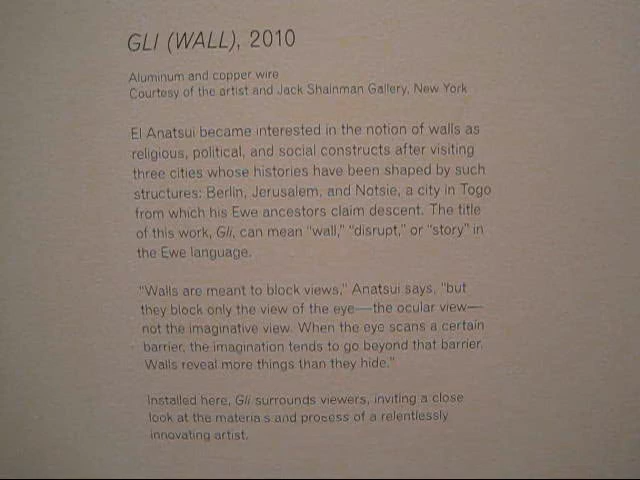 GLI (WALL), 2010
Aluminum and copper wire
Courtesy of the artist and Jack Shainman Gallery, New York
El Anatsui became interested in the notion of walls as
religious, political, and social constructs after visiting
three cities whose histories have been shaped by such
structures: Berlin, Jerusalem, and Notsie, a city in Togo
from which his Ewe ancestors claim descent. The title
of this work, Gli, can mean “wall,” “disrupt,” or “story” in
the Ewe language.
“Walls are meant to block views,” Anatsui says, “but
they block only the view of the eye—the ocular view—
not the imaginative view. When the eye scans a certain
barrier, the imagination tends to go beyond that barrier.
Walls reveal more things than they hide.”
Installed here, Gli surrounds viewers, inviting a close
look at the materials and process of a relentlessly
innovating artist.